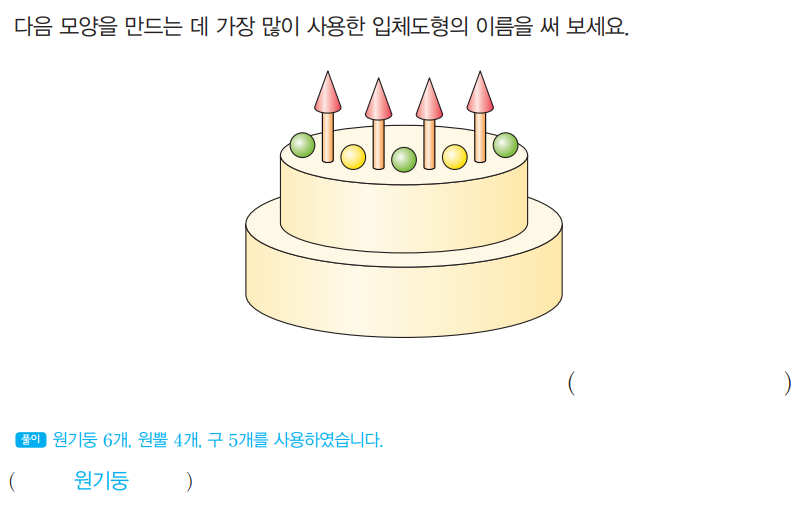 다음 모양을 만드는 데 가장 많이 사용한 입체도형의 이름을 써 보세요.
( )
풀이 원기둥 6개, 원뿔 4개, 구 5개를 사용하였습니다.
( 원기둥 )